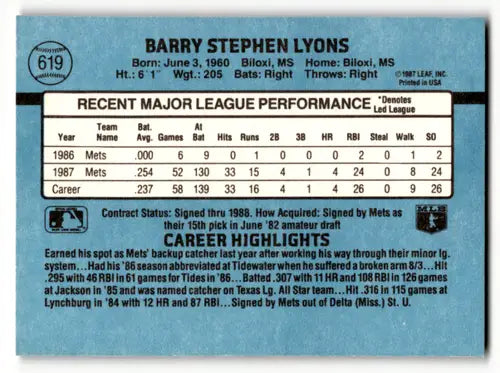 619
BARRY STEPHEN LYONS
Born: June 3, 1960 Biloxi, MS Home: Biloxi, MS
Ht.: 6' 1" Wgt.: 205 Bats: Right Throws: Right
©1987 LEAF, INC.
Printed in USA
RECENT MAJOR LEAGUE PERFORMANCE *Denotes Led League
Year Team Name Bat. Avg. Games At Bat Hits Runs 2B 3B HR RBI Steal Walk SO
1986 Mets .000 6 9 0 1 0 0 0 2 0 1 2
1987 Mets .254 52 130 33 15 4 1 4 24 0 8 24
Career .237 58 139 33 16 4 1 4 26 0 9 26
Contract Status: Signed thru 1988. How Acquired: Signed by Mets as
their 15th pick in June '82 amateur draft
MLB
CAREER HIGHLIGHTS
Earned his spot as Mets' backup catcher last year after working his way through their minor lg.
system...Had his '86 season abbreviated at Tidewater when he suffered a broken arm 8/3...Hit
.295 with 46 RBI in 61 games for Tides in '86...Batted .307 with 11 HR and 108 RBI in 126 games
at Jackson in '85 and was named catcher on Texas Lg. All Star team...Hit .316 in 115 games at
Lynchburg in '84 with 12 HR and 87 RBI...Signed by Mets out of Delta (Miss.) St. U.